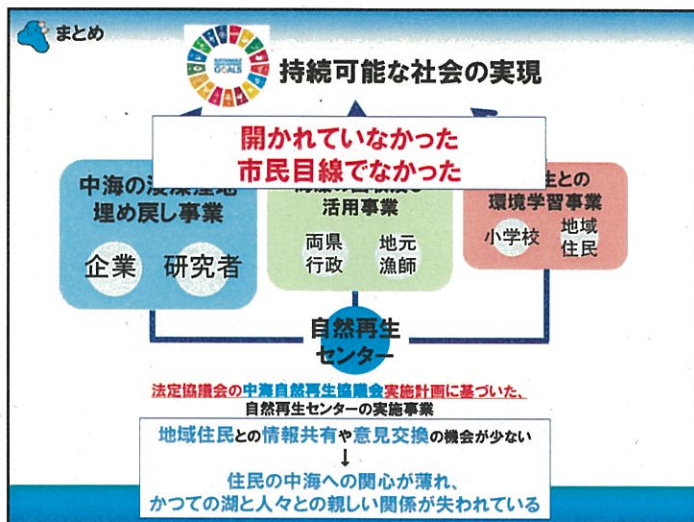 まとめ
SUSTAINABLE
DEVELOPMENT
GOALS
持続可能な社会の実現
開かれていなかった
市民目線でなかった
中海の
埋め戻し事業
企業
研究者
活用事業
両県
行政
地元
漁師
生との
環境学習事業
小学校
地域
住民
自然再生
センター
法定協議会の中海自然再生協議会実施計画に基づいた、
自然再生センターの実施事業
地域住民との情報共有や意見交換の機会が少ない
↓
住民の中海への関心が薄れ、
かつての湖と人々との親しい関係が失われている